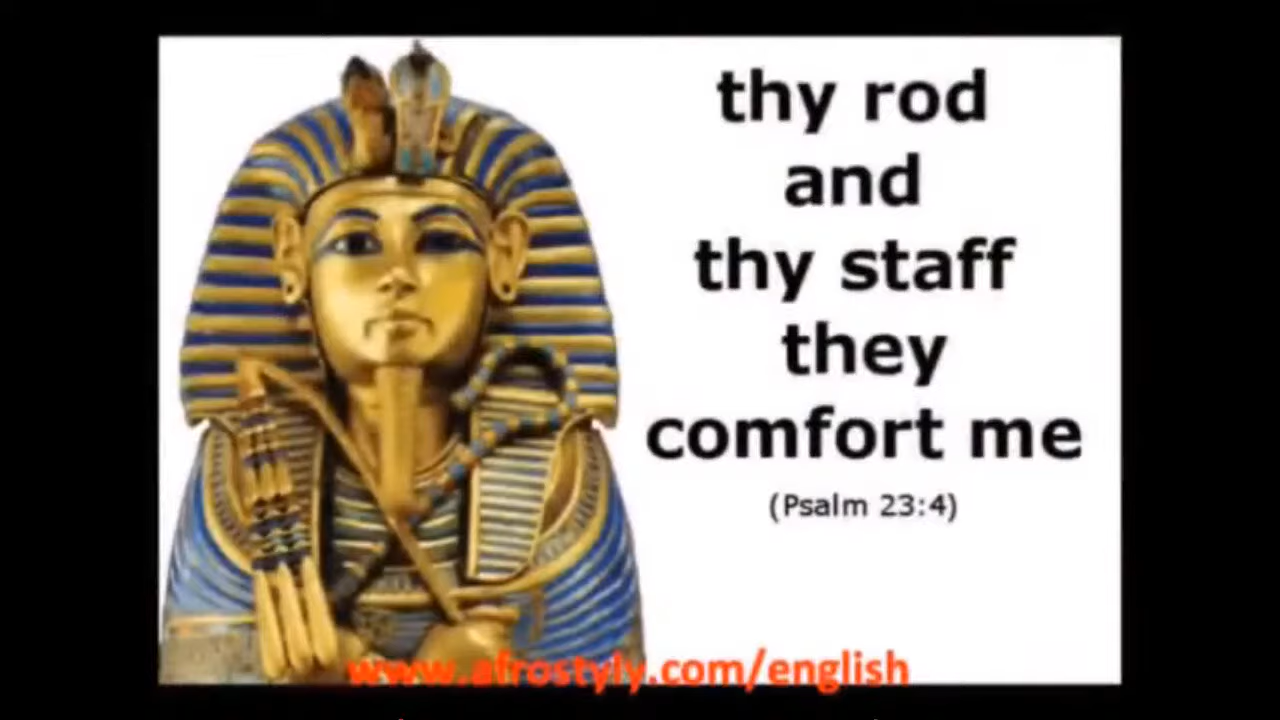 thy rod
and
thy staff
they
comfort me
(Psalm 23:4)
www.afrostyly.com/english